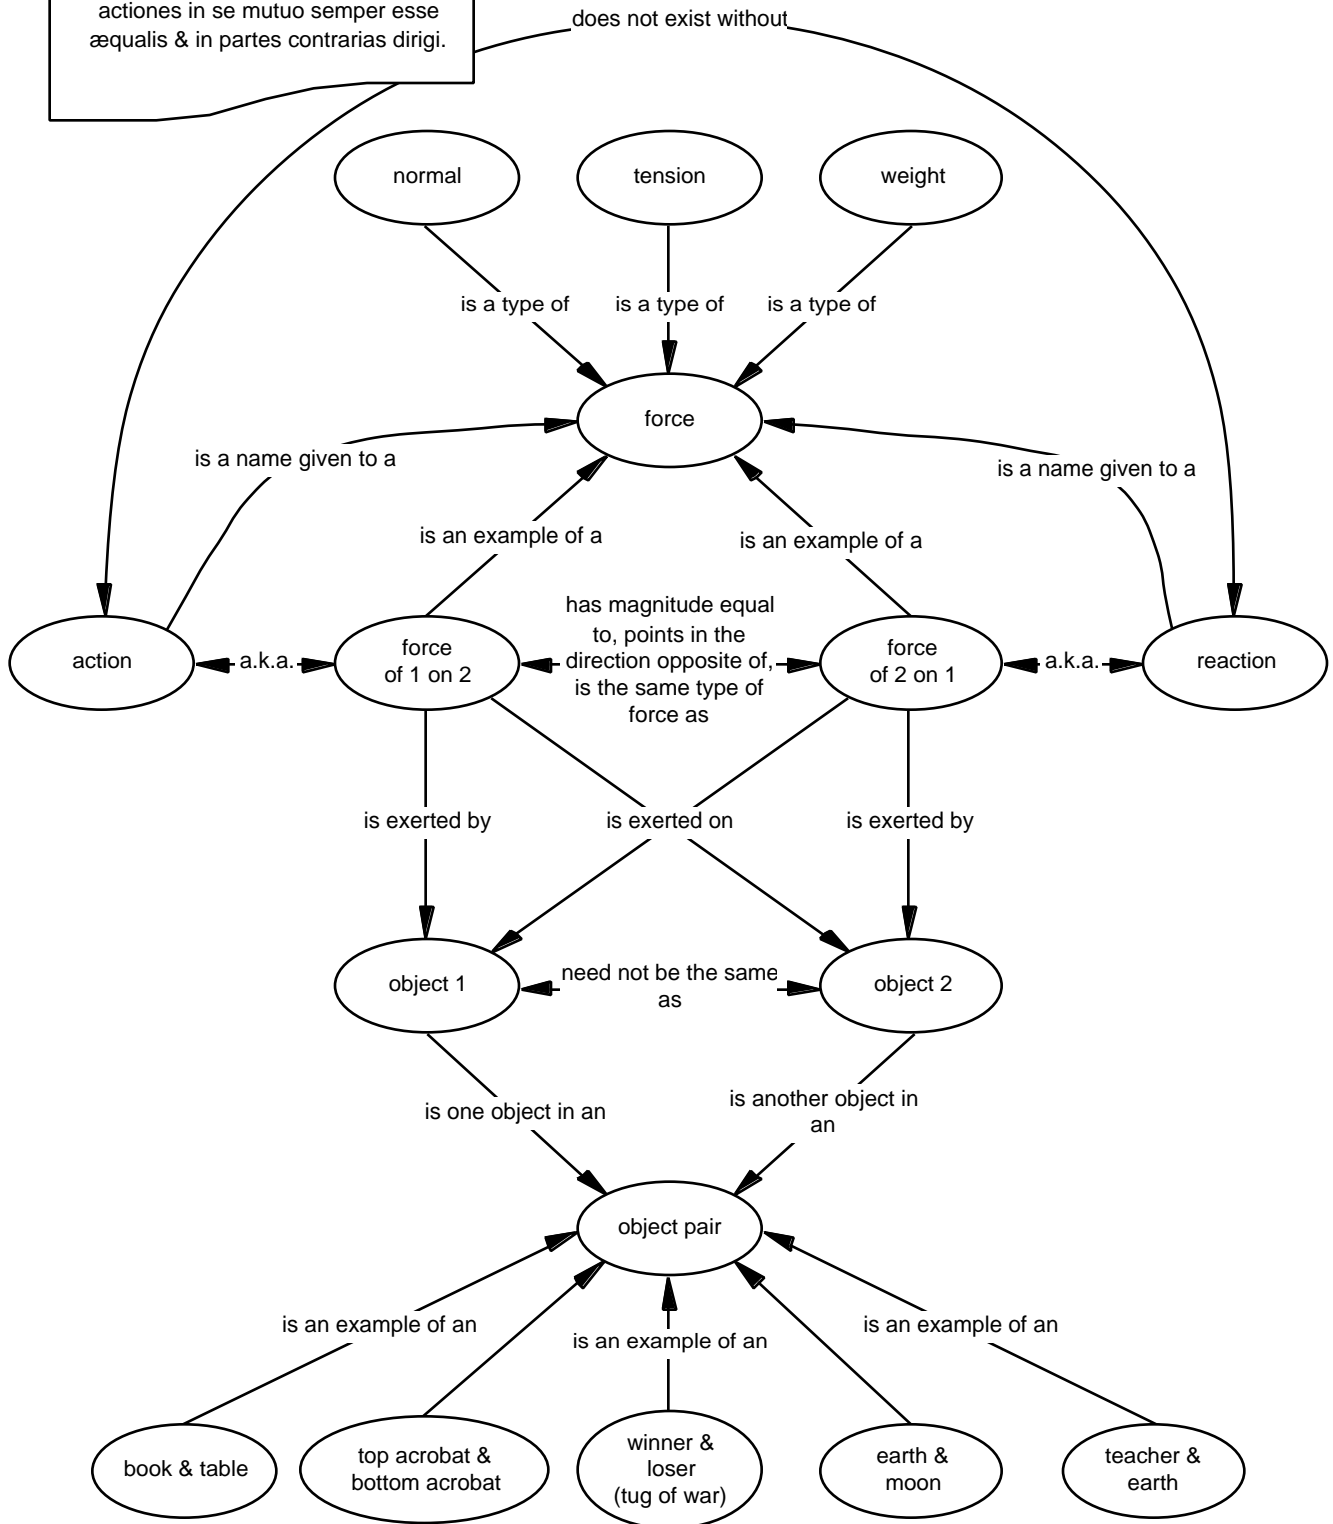 actiones in se mutuo semper esse
æqualis & in partes contrarias dirigi.
does not exist without
normal
tension
weight
is a type of
is a type of
is a type of
force
is a name given to a
is a name given to a
is an example of a
is an example of a
action
a.k.a.
force
of 1 on 2
has magnitude equal
to, points in the
direction opposite of,
is the same type of
force as
force
of 2 on 1
a.k.a.
reaction
is exerted by
is exerted on
is exerted by
object 1
need not be the same
as
object 2
is one object in an
is another object in
an
object pair
is an example of an
is an example of an
is an example of an
book & table
top acrobat &
bottom acrobat
winner &
loser
(tug of war)
earth &
moon
teacher &
earth